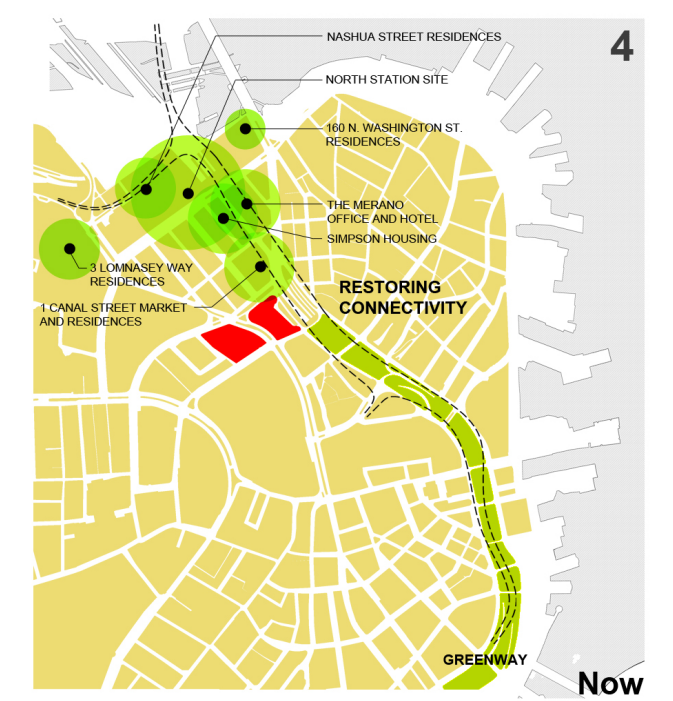 4
NASHUA STREET RESIDENCES
NORTH STATION SITE
160 N. WASHINGTON ST.
RESIDENCES
THE MERANO
OFFICE AND HOTEL
SIMPSON HOUSING
3 LOMNASEY WAY
RESIDENCES
RESTORING
CONNECTIVITY
1 CANAL STREET MARKET
AND RESIDENCES
GREENWAY
Now